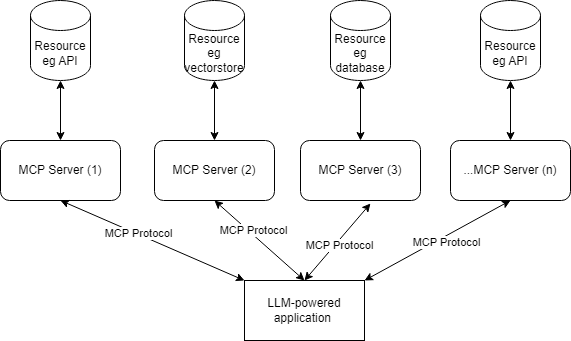 Resource
eg API
Resource
eg
vectorstore
Resource
eg
database
Resource
eg API
MCP Server (1)
MCP Server (2)
MCP Server (3)
...MCP Server (n)
MCP Protocol
MCP Protocol
MCP Protocol
MCP Protocol
LLM-powered
application